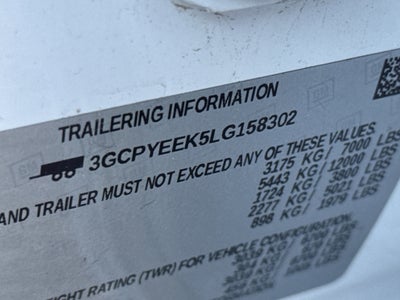 TRAILERING INFORMATION
3GCPYEEK5LG158302
AND TRAILER MUST NOT EXCEED ANY OF THESE VALUES.
3175 KG / 7000 LBS
5443 KG / 12000 LBS
1724 KG / 3800 LBS
2277 KG / 5021 LBS
898 KG / 1979 LBS
EIGHT RATING (TWR) FOR VEHICLE CONFIGURATION.